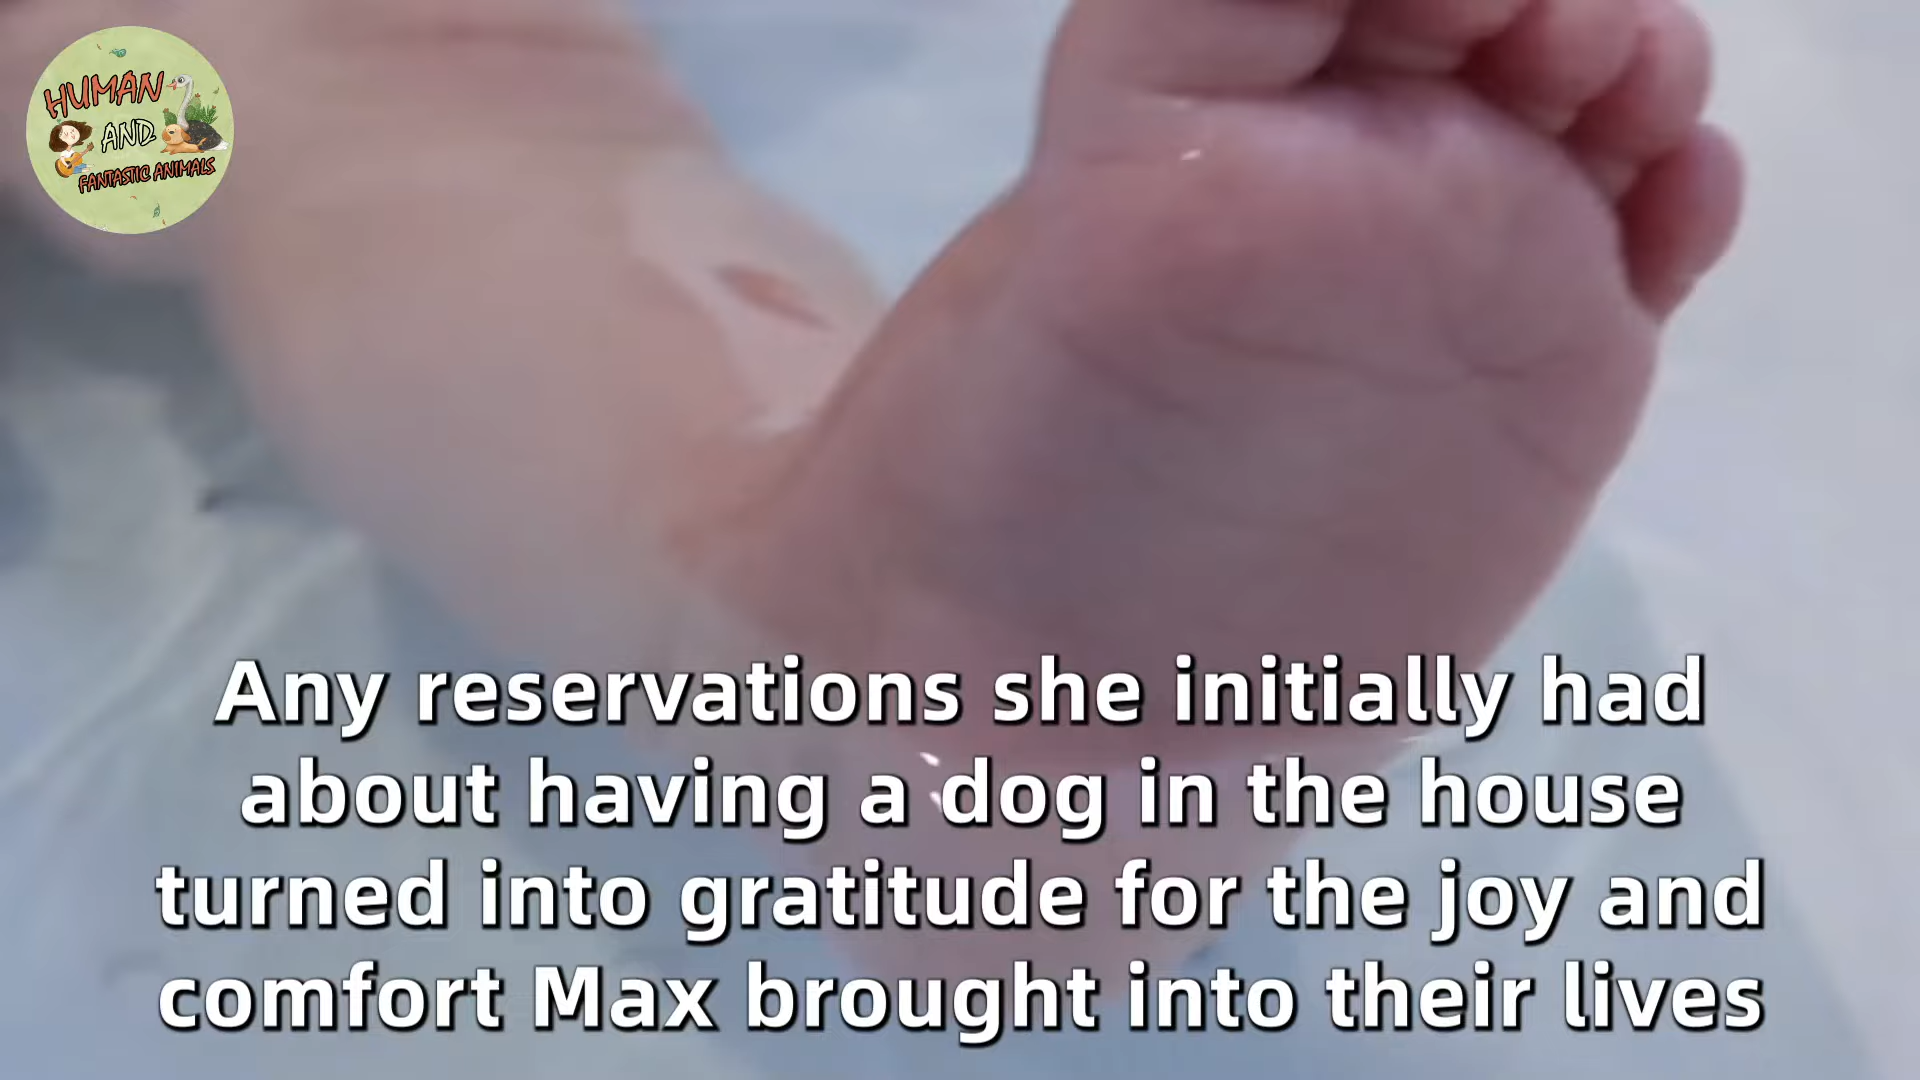 HUMAN
AND
FANTASTIC ANIMALS
Any reservations she initially had
about having a dog in the house
turned into gratitude for the joy and
comfort Max brought into their lives